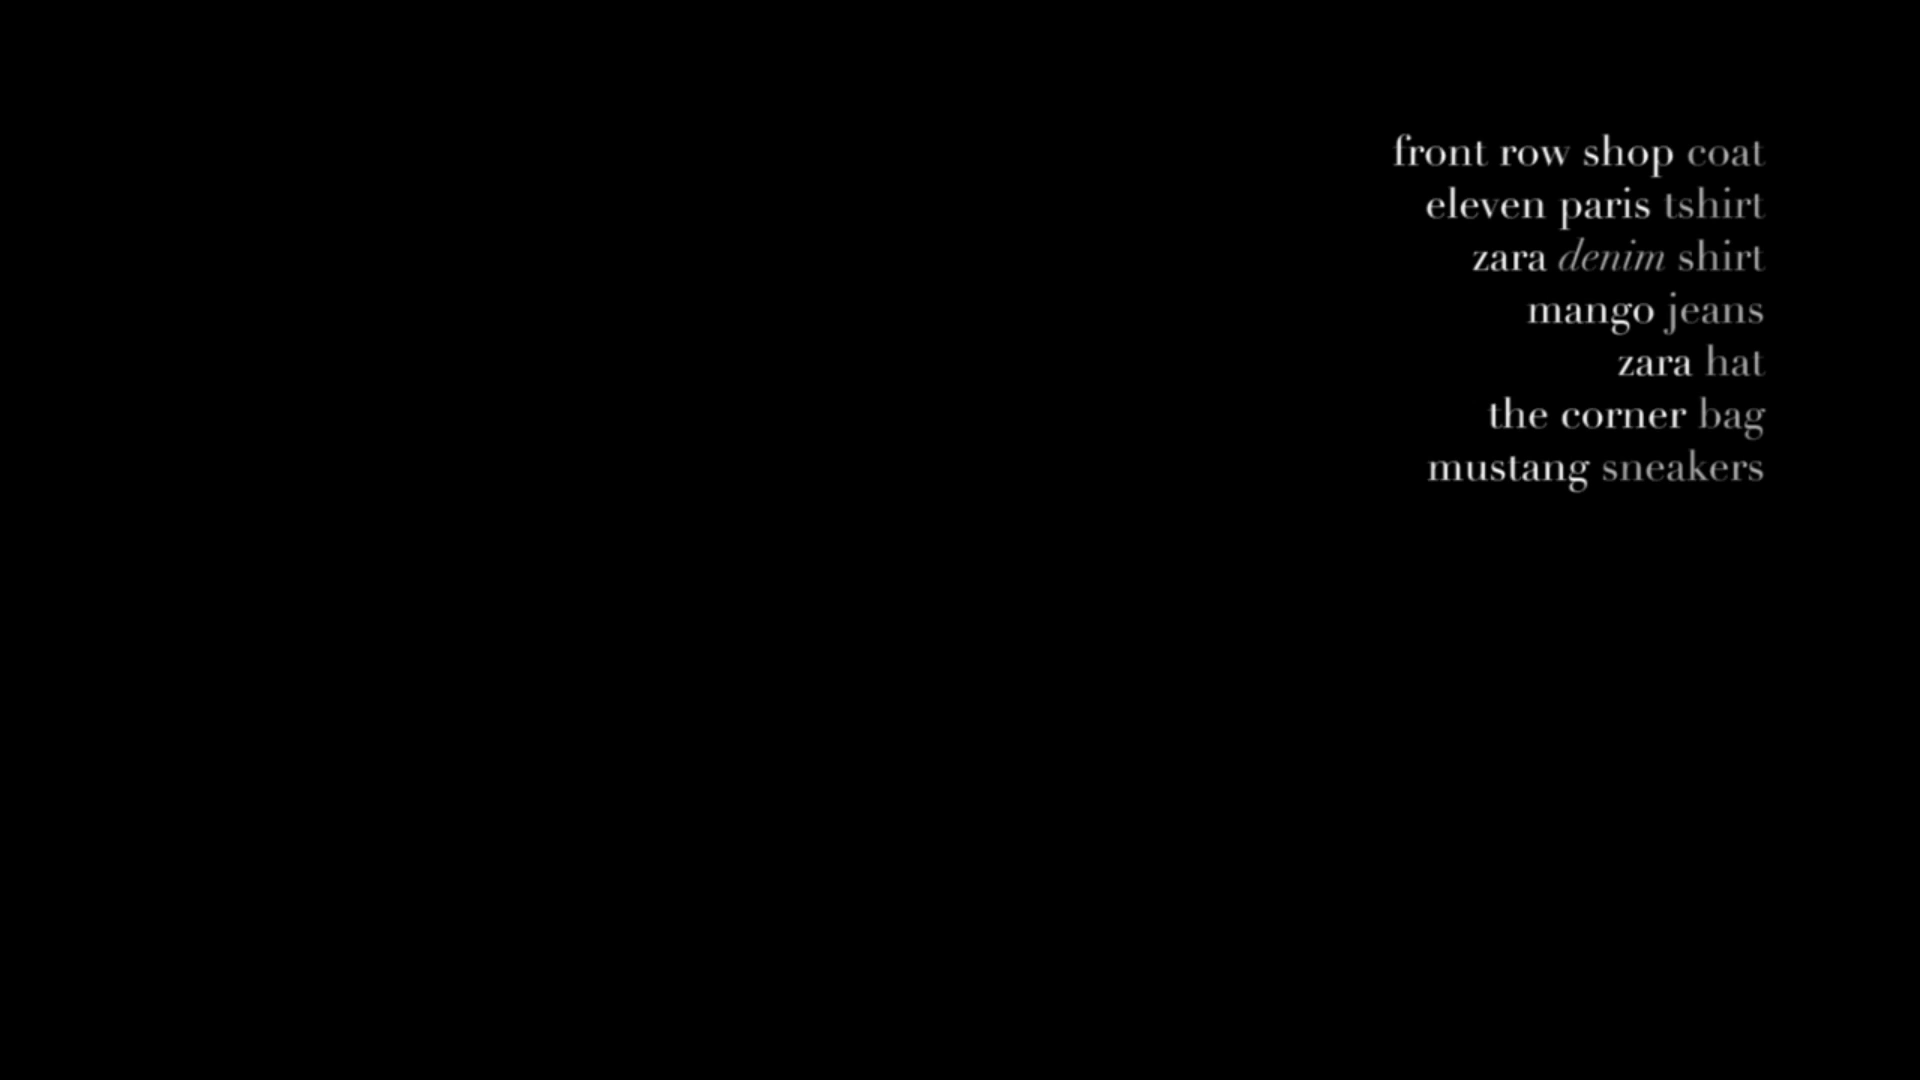 front row shop coat
eleven paris tshirt
zara denim shirt
mango jeans
zara hat
the corner bag
mustang sneakers